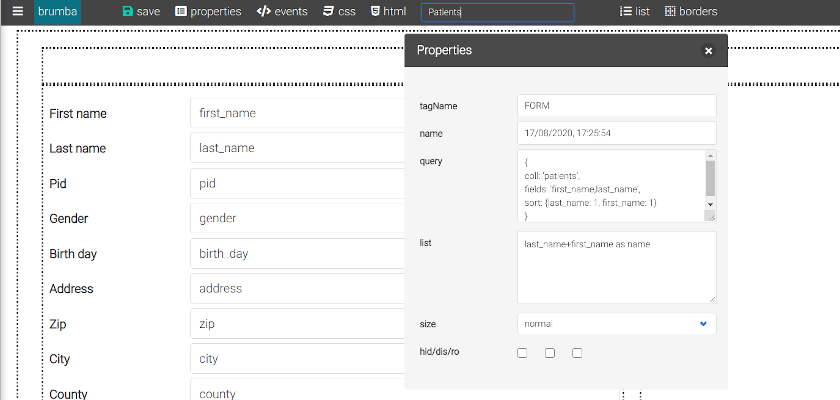 brumba save properties events css html Patients list borders
Properties
First name first_name
Last name last_name
Pid pid
Gender gender
Birth day birth_day
Address address
Zip zip
City city
County county
tagName FORM
name 17/08/2020, 17:25:54
query {
coll: 'patients',
fields: 'first_name,last_name',
sort: {last_name: 1, first_name: 1}
}
list last_name+first_name as name
size normal
hid/dis/ro